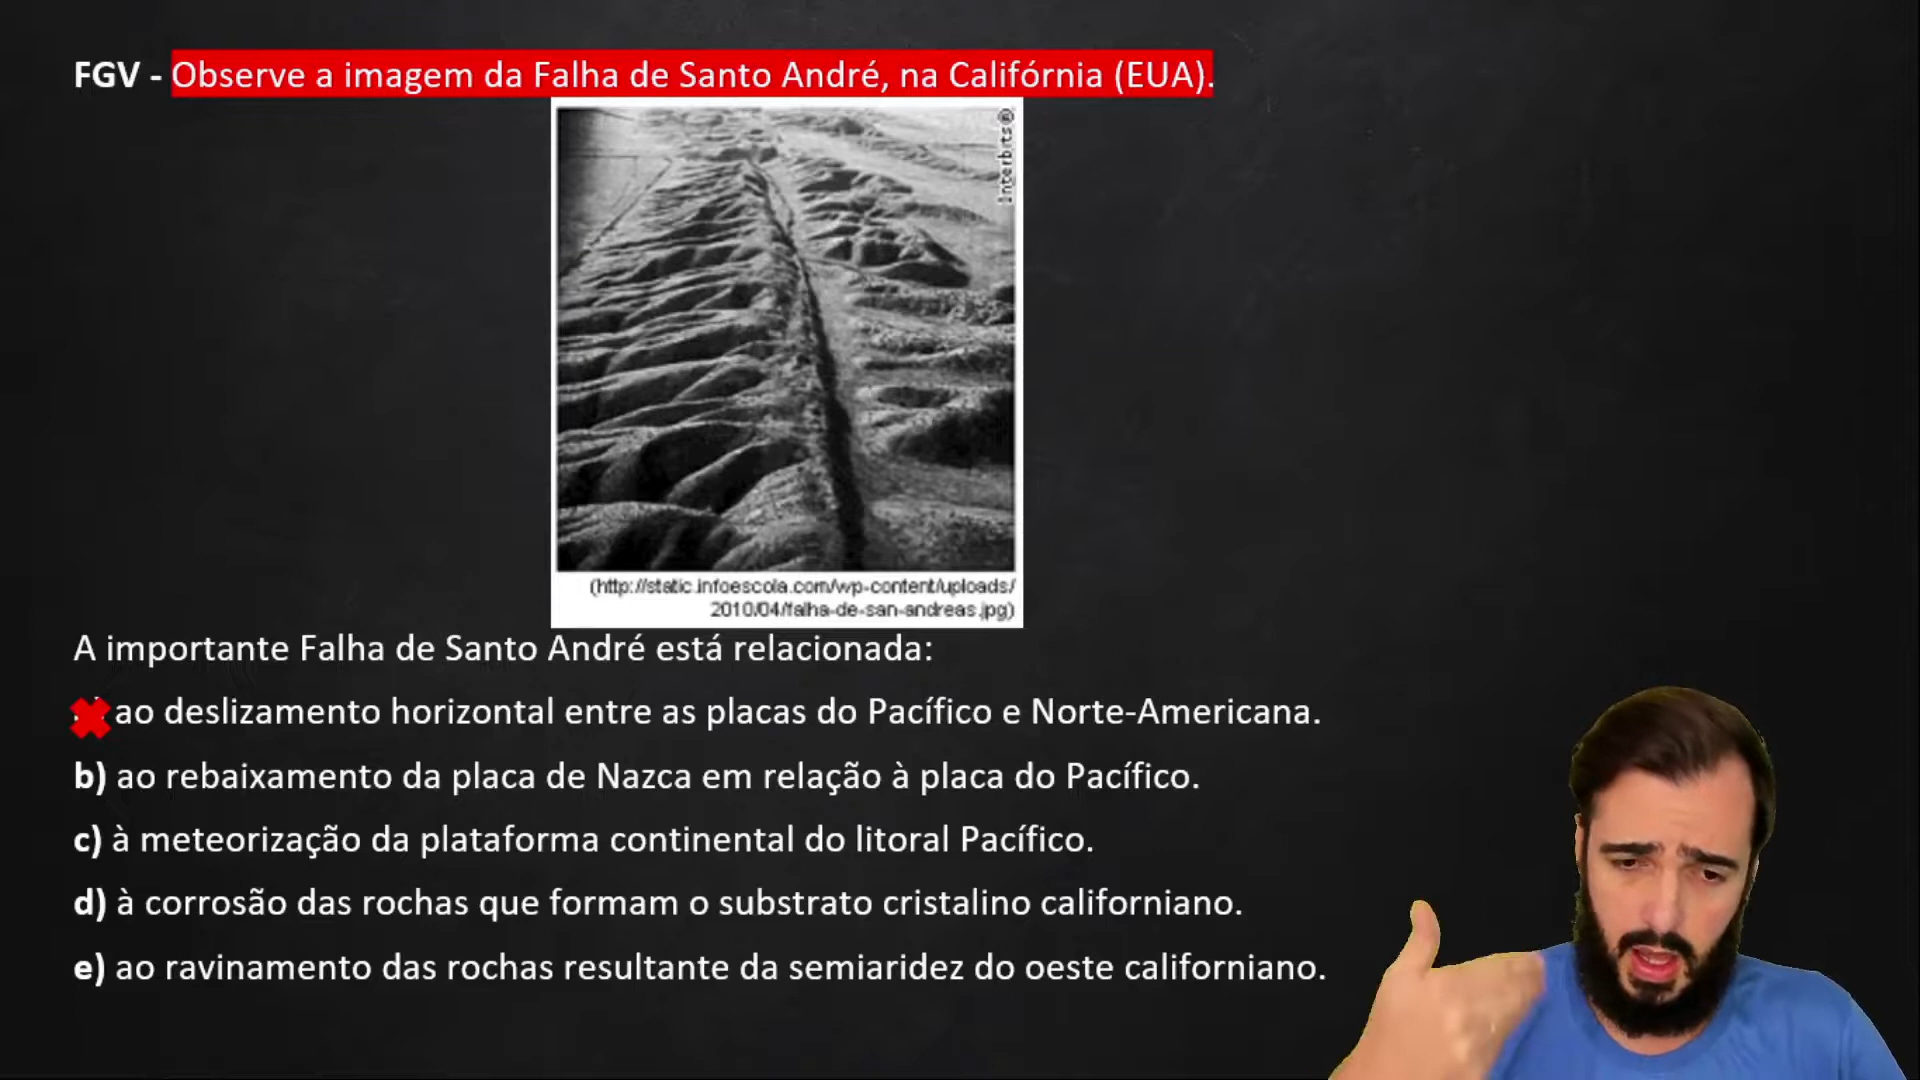 FGV - Observe a imagem da Falha de Santo André, na Califórnia (EUA).
Interbits®
(http://static.infoescola.com/wp-content/uploads/
2010/04/falha-de-san-andreas.jpg)
A importante Falha de Santo André está relacionada:
ao deslizamento horizontal entre as placas do Pacífico e Norte-Americana.
b) ao rebaixamento da placa de Nazca em relação à placa do Pacífico.
c) à meteorização da plataforma continental do litoral Pacífico.
d) à corrosão das rochas que formam o substrato cristalino californiano.
e) ao ravinamento das rochas resultante da semiaridez do oeste californiano.